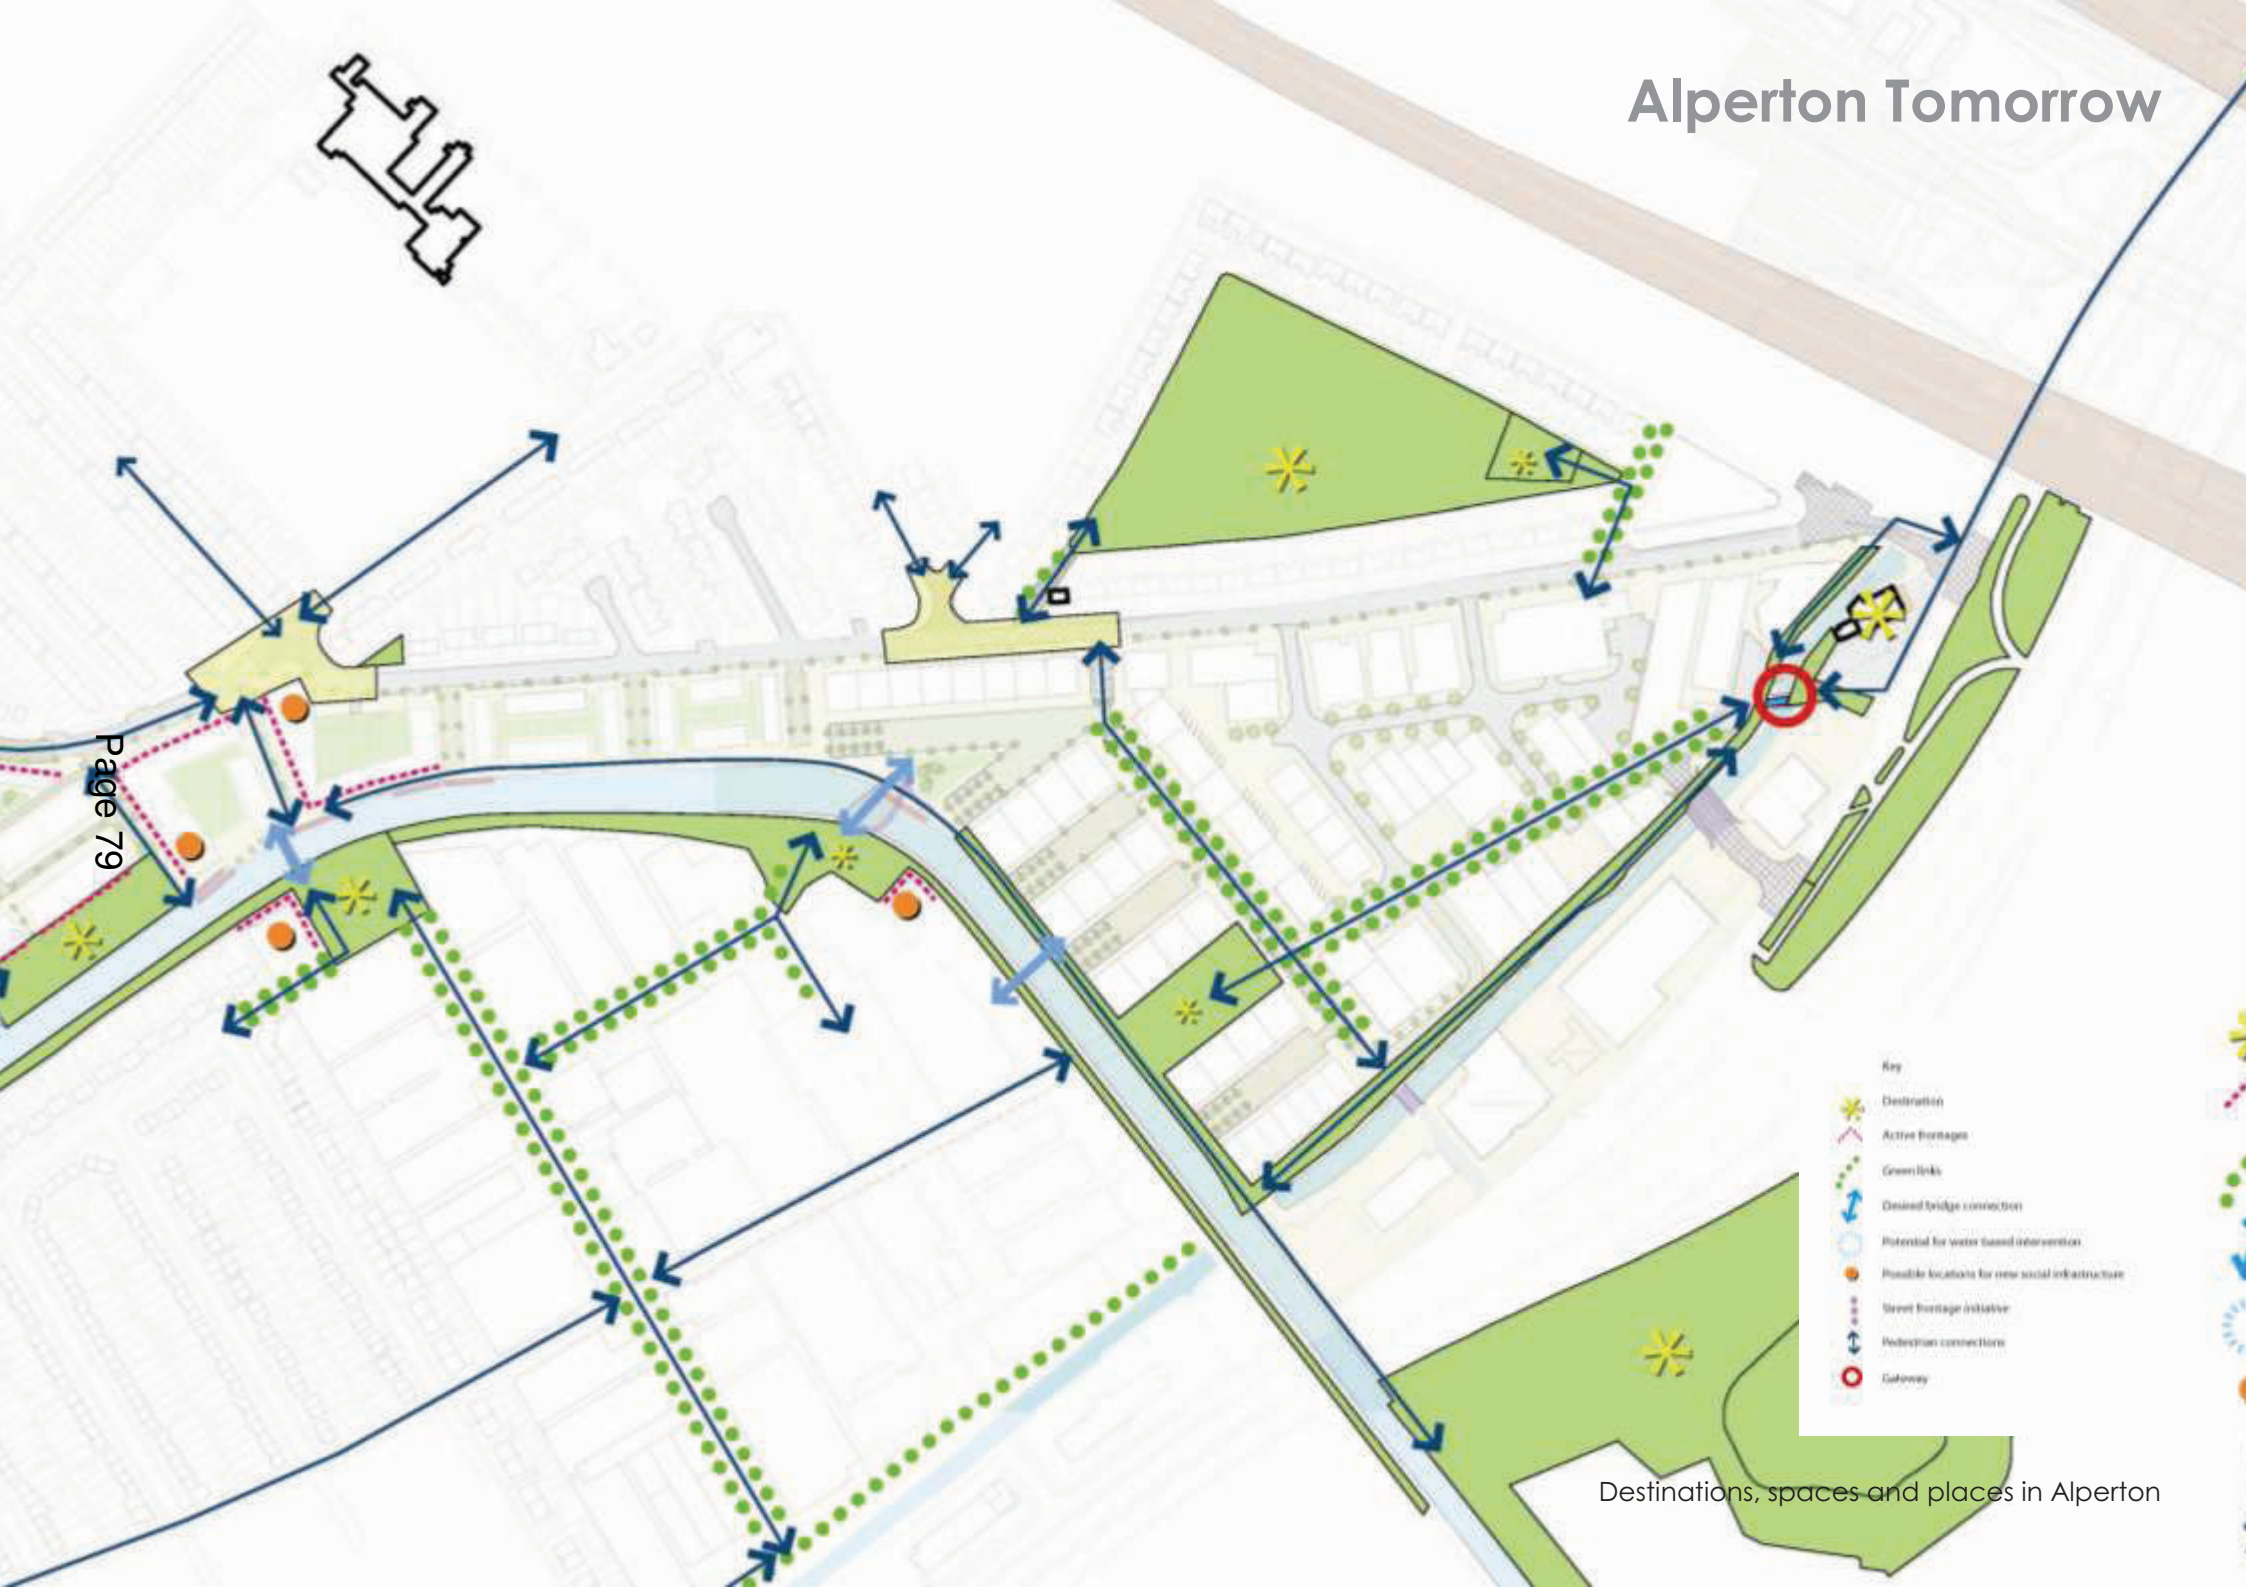 Alperton Tomorrow
Page 79
Key
Destination
Active frontages
Green links
Desired bridge connection
Potential for water based intervention
Possible locations for new social infrastructure
Street frontage initiative
Pedestrian connections
Gateway
Destinations, spaces and places in Alperton